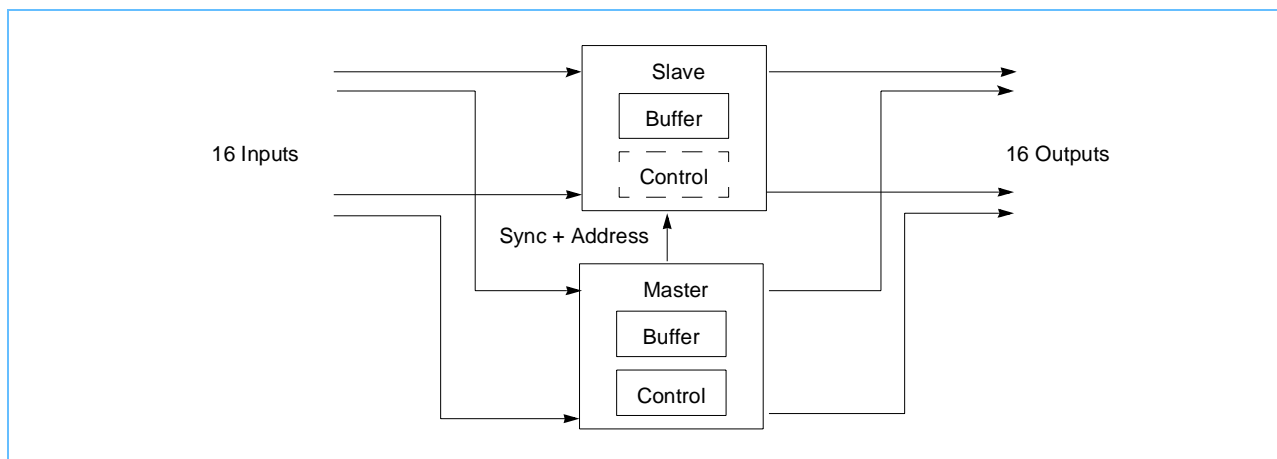 Slave
Buffer
16 Inputs
16 Outputs
Control
Sync + Address
Master
Buffer
Control